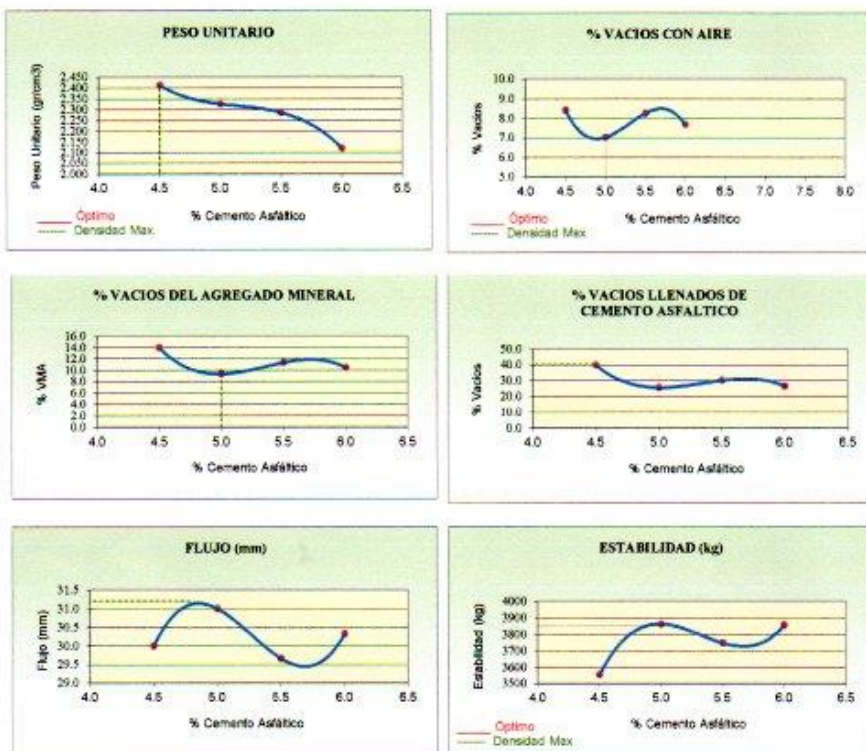 PESO UNITARIO
Peso Unitario (gr/cm3)
2.450
2.400
2.350
2.300
2.250
2.200
2.150
2.100
2.050
2.000
4.0 4.5 5.0 5.5 6.0 6.5
% Cemento Asfáltico
Óptimo
Densidad Max.
% VACIOS CON AIRE
% Vacíos
10.0
9.0
8.0
7.0
6.0
5.0
4.0 4.5 5.0 5.5 6.0 6.5 7.0 7.5 8.0
% Cemento Asfáltico
Óptimo
Densidad Max.
% VACIOS DEL AGREGADO MINERAL
% VMA
16.0
14.0
12.0
10.0
8.0
6.0
4.0
2.0
0.0
4.0 4.5 5.0 5.5 6.0 6.5
% Cemento Asfáltico
% VACIOS LLENADOS DE
CEMENTO ASFALTICO
% Vacíos
50.0
40.0
30.0
20.0
10.0
0.0
4.0 4.5 5.0 5.5 6.0 6.5
% Cemento Asfáltico
FLUJO (mm)
Flujo (mm)
31.5
31.0
30.5
30.0
29.5
29.0
4.0 4.5 5.0 5.5 6.0 6.5
% Cemento Asfáltico
ESTABILIDAD (kg)
Estabilidad (kg)
4000
3900
3800
3700
3600
3500
4.0 4.5 5.0 5.5 6.0 6.5
% Cemento Asfáltico
Óptimo
Densidad Max.